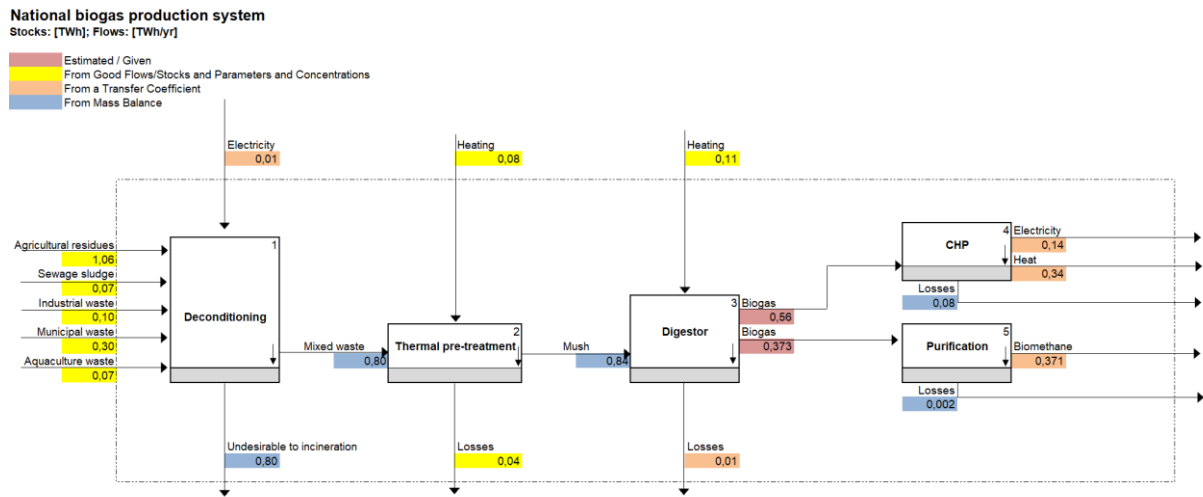 National biogas production system
Stocks: [TWh]; Flows: [TWh/yr]
Estimated / Given
From Good Flows/Stocks and Parameters and Concentrations
From a Transfer Coefficient
From Mass Balance
Electricity
0,01
Heating
0,08
Heating
0,11
Agricultural residues
1,06
Sewage sludge
0,07
Industrial waste
0,10
Municipal waste
0,30
Aquaculture waste
0,07
1
Deconditioning
Mixed waste
0,80
2
Thermal pre-treatment
Mush
0,84
3
Digestor
Biogas
0,56
Biogas
0,373
4
CHP
Electricity
0,14
Heat
0,34
Losses
0,08
5
Purification
Biomethane
0,371
Losses
0,002
Undesirable to incineration
0,80
Losses
0,04
Losses
0,01